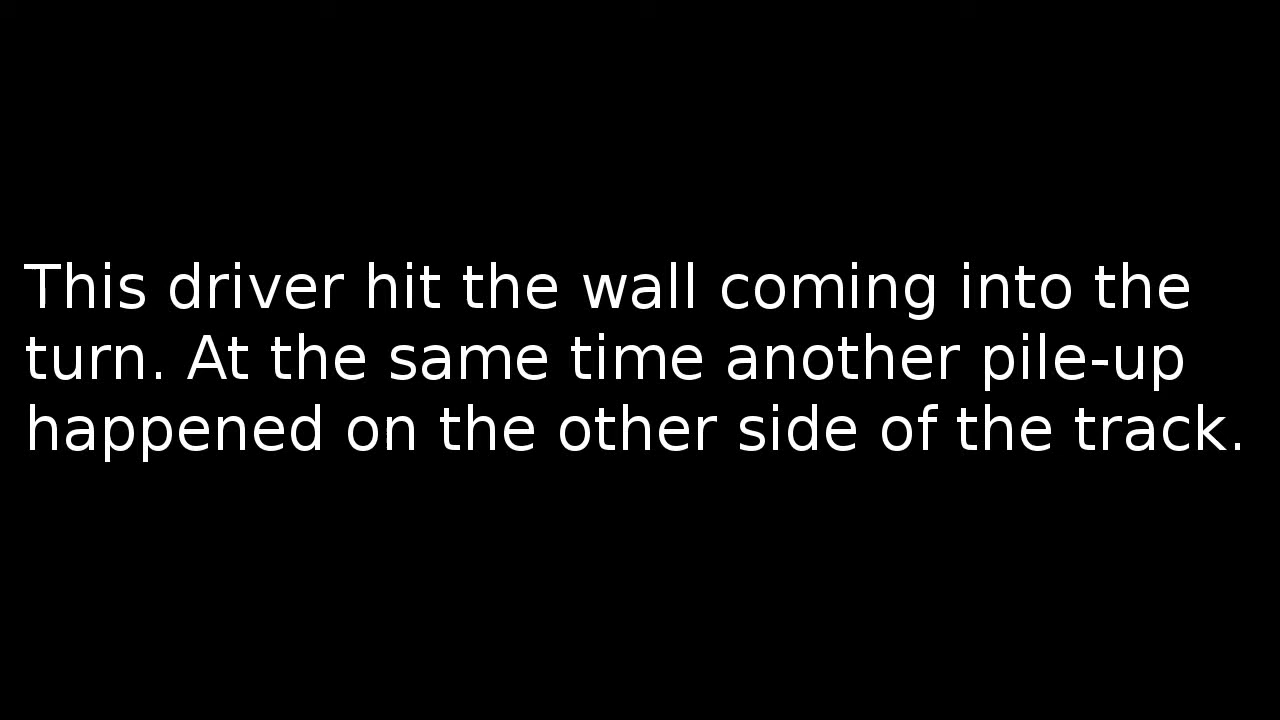 This driver hit the wall coming into the
turn. At the same time another pile-up
happened on the other side of the track.